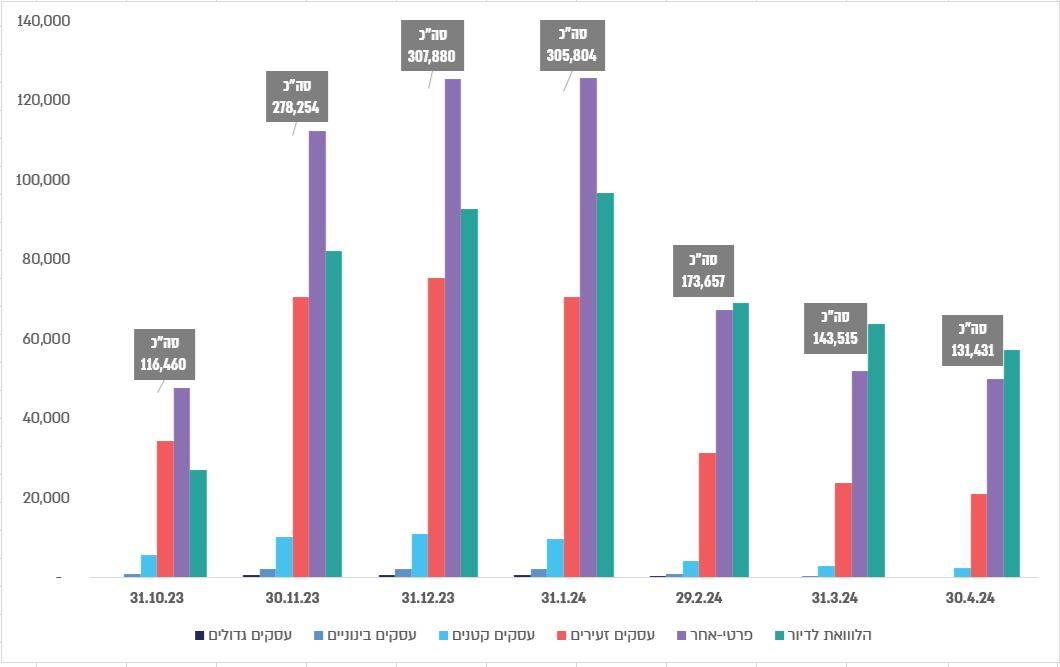 140,000
120,000
100,000
80,000
60,000
40,000
20,000
-
סה"כ
116,460
סה"כ
278,254
סה"כ
307,880
סה"כ
305,804
סה"כ
173,657
סה"כ
143,515
סה"כ
131,431
31.10.23
30.11.23
31.12.23
31.1.24
29.2.24
31.3.24
30.4.24
עסקים גדולים
עסקים בינוניים
עסקים קטנים
עסקים זעירים
פרטי-אחר
הלוואת לדיור